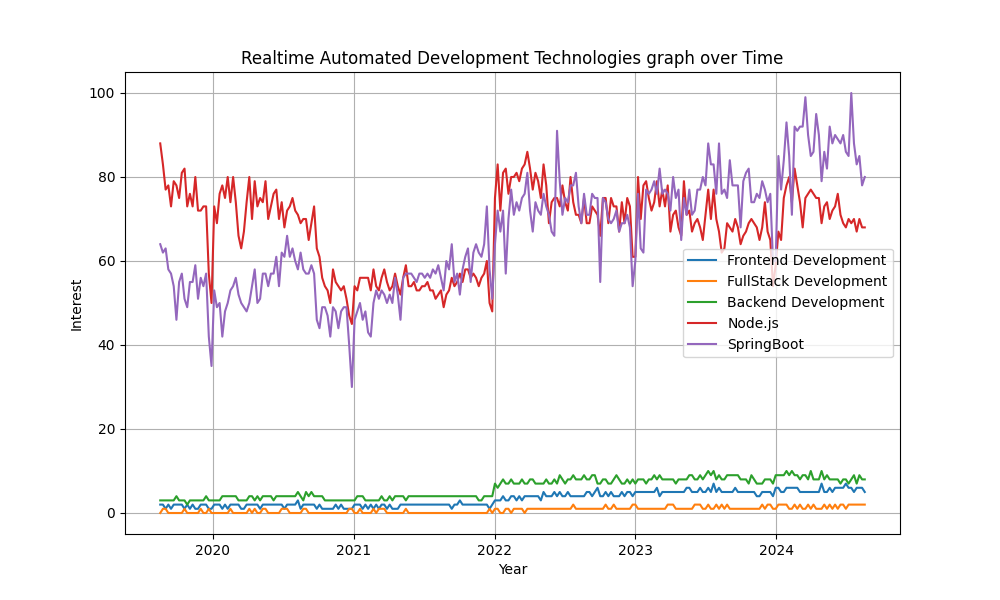 Realtime Automated Development Technologies graph over Time
Interest
100
80
60
40
20
0
2020
2021
2022
2023
2024
Year
Frontend Development
FullStack Development
Backend Development
Node.js
SpringBoot